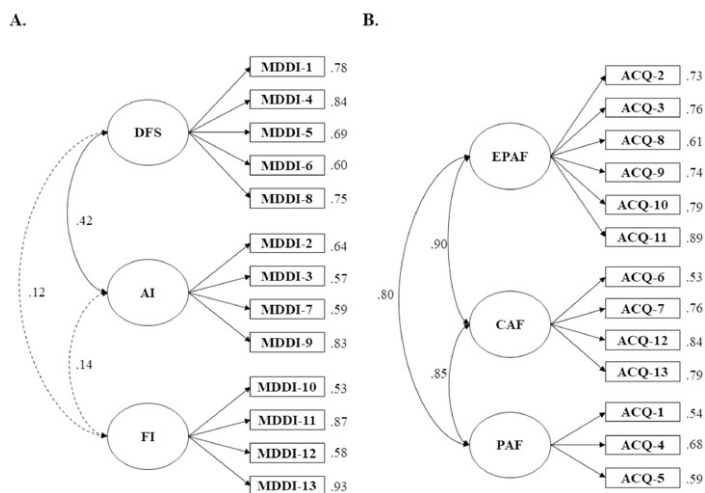 A.
DFS
AI
FI
.42
.12
.14
MDDI-1 .78
MDDI-4 .84
MDDI-5 .69
MDDI-6 .60
MDDI-8 .75
MDDI-2 .64
MDDI-3 .57
MDDI-7 .59
MDDI-9 .83
MDDI-10 .53
MDDI-11 .87
MDDI-12 .58
MDDI-13 .93
B.
EPAF
CAF
PAF
.90
.80
.85
ACQ-2 .73
ACQ-3 .76
ACQ-8 .61
ACQ-9 .74
ACQ-10 .79
ACQ-11 .89
ACQ-6 .53
ACQ-7 .76
ACQ-12 .84
ACQ-13 .79
ACQ-1 .54
ACQ-4 .68
ACQ-5 .59